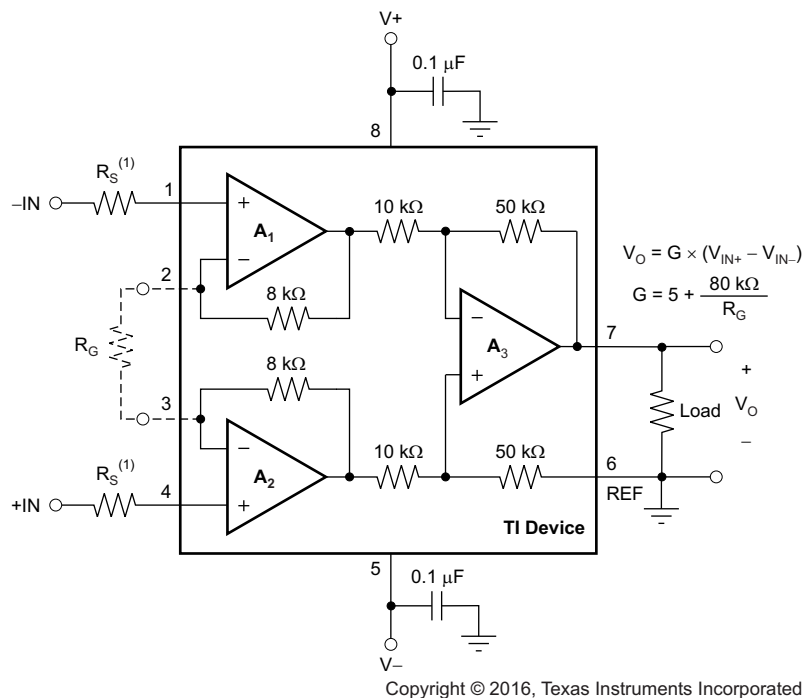 V+
0.1 μF
8
R_S^(1)
–IN
1
+
A1
–
10 kΩ
50 kΩ
V_O = G × (V_IN+ – V_IN–)
G = 5 + 80 kΩ / R_G
2
8 kΩ
R_G
–
A3
+
7
+
V_O
–
Load
3
8 kΩ
–
A2
+
10 kΩ
50 kΩ
6
REF
R_S^(1)
+IN
4
TI Device
5
0.1 μF
V–
Copyright © 2016, Texas Instruments Incorporated